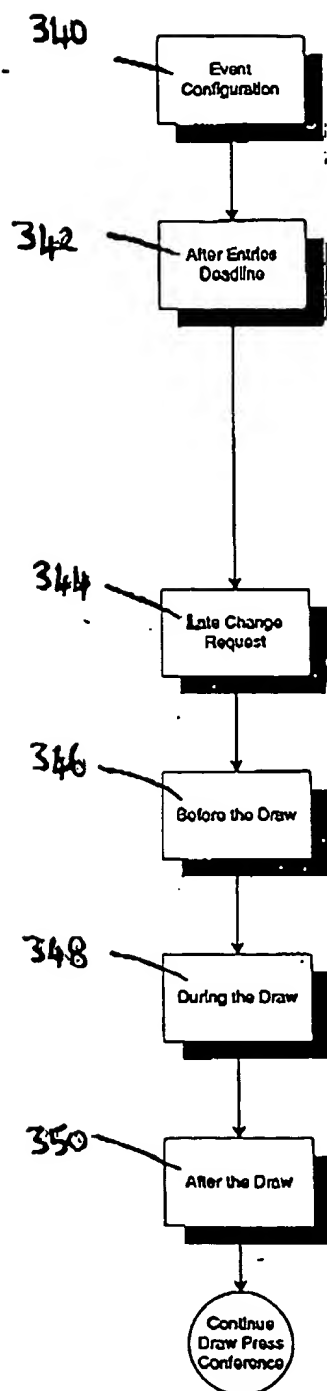 340
Event
Configuration
342
After Entries
Deadline
344
Late Change
Request
346
Before the Draw
348
During the Draw
350
After the Draw
Continue
Draw Press
Conference